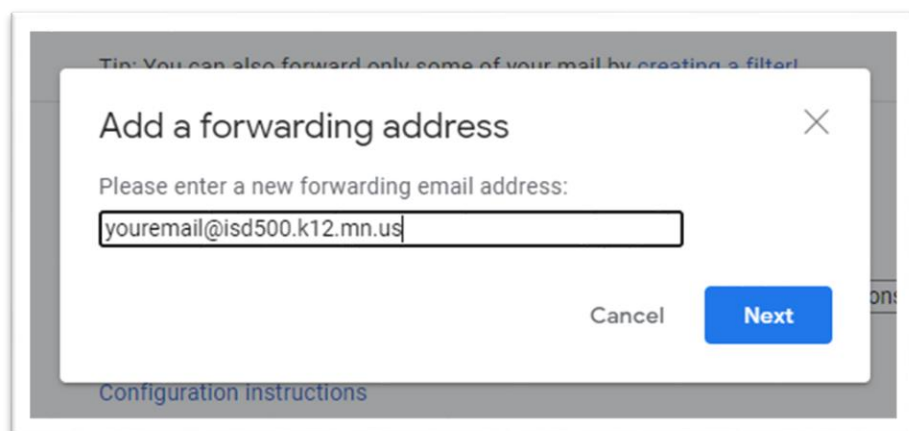 Tip: You can also forward only some of your mail by creating a filter!
Add a forwarding address
Please enter a new forwarding email address:
youremail@isd500.k12.mn.us
Cancel
Next
Configuration instructions